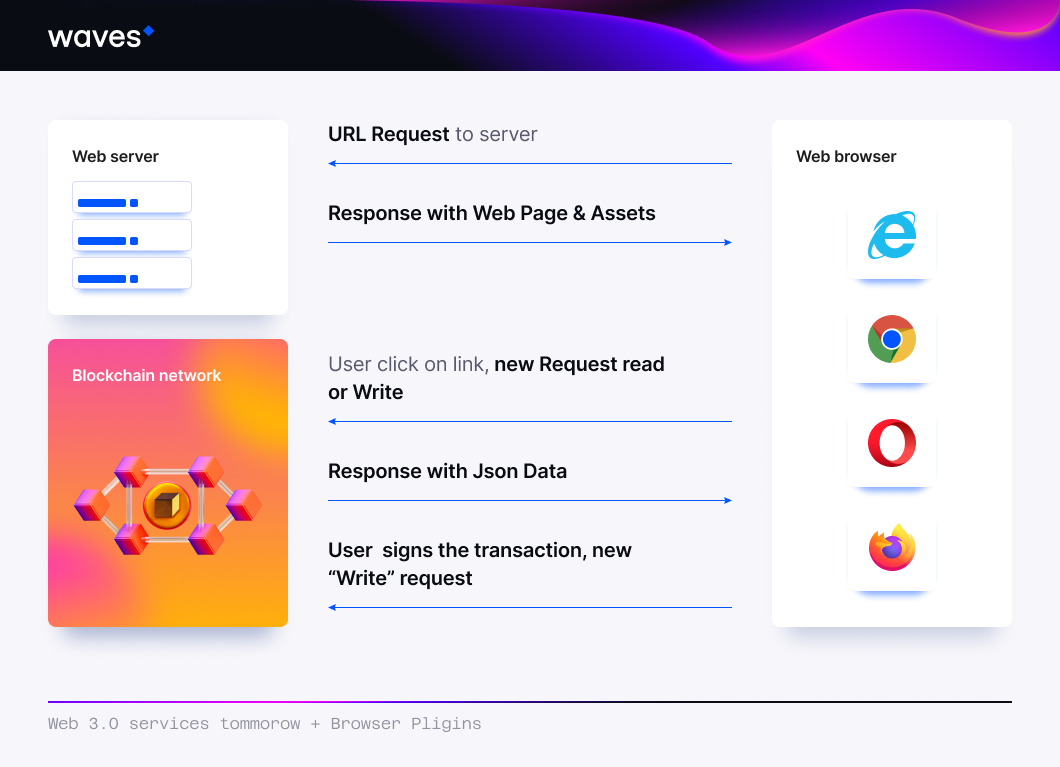 waves
Web server
URL Request to server
Web browser
Response with Web Page & Assets
Blockchain network
User click on link, new Request read
or Write
Response with Json Data
User  signs the transaction, new
“Write” request
Web 3.0 services tommorow + Browser Pligins